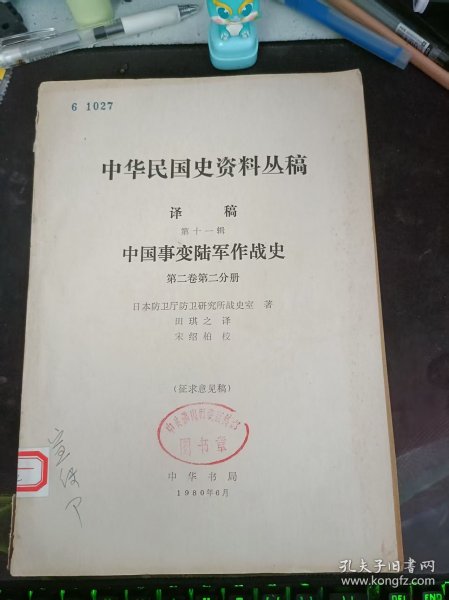 6 1027
中华民国史资料丛稿
译 稿
第十一辑
中国事变陆军作战史
第二卷第二分册
日本防卫厅防卫研究所战史室 著
田琪之 译
宋绍柏 校
(征求意见稿)
图书室
中华书局
1980年6月
孔夫子旧书网
www.kongfz.com
DEL
END